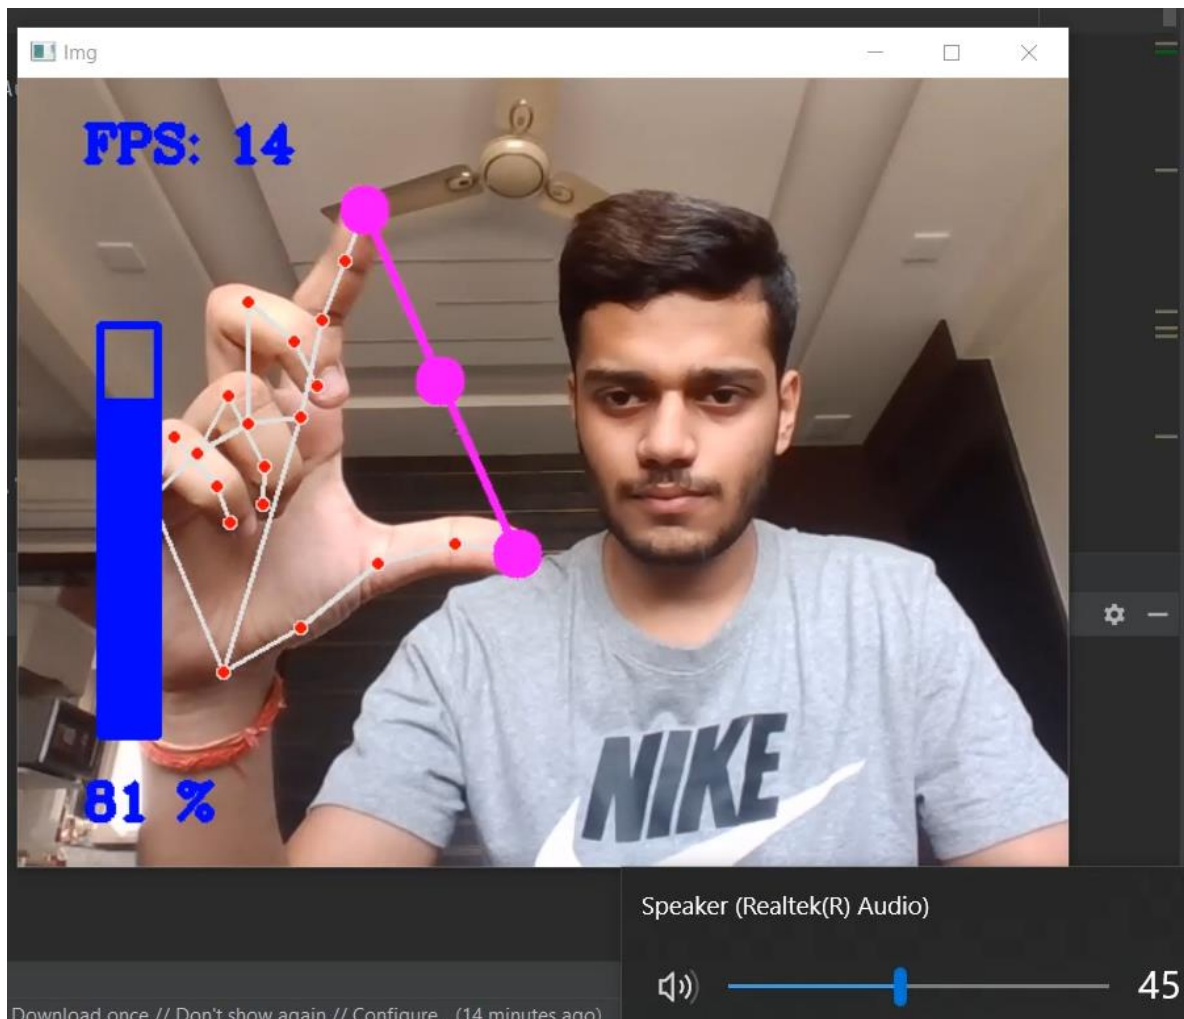 Img
FPS: 14
81 %
NIKE
Speaker (Realtek(R) Audio)
45
Download once // Don't show again // Configure... (14 minutes ago)